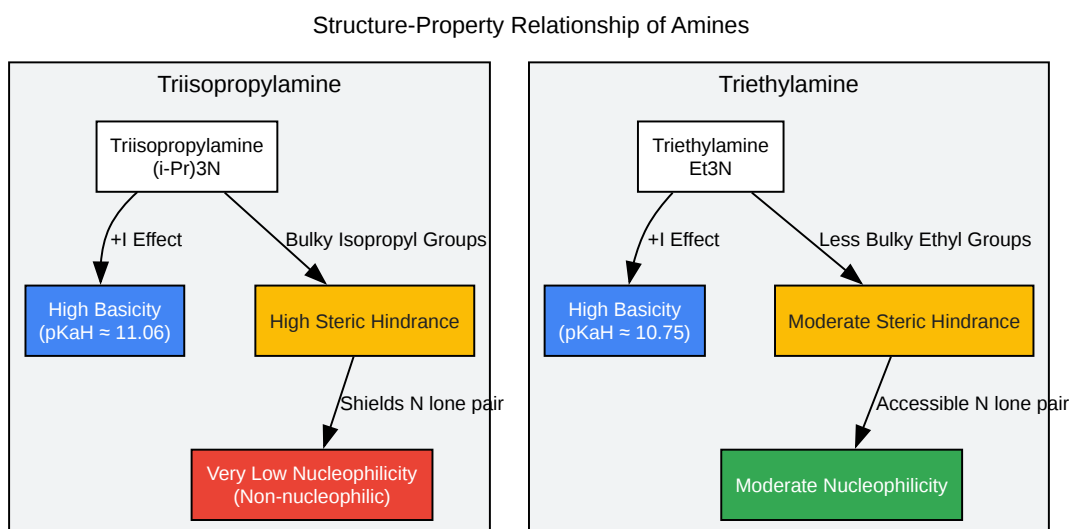 Structure-Property Relationship of Amines
Triisopropylamine
Triisopropylamine
(i-Pr)3N
+I Effect
Bulky Isopropyl Groups
High Basicity
(pKaH ≈ 11.06)
High Steric Hindrance
Shields N lone pair
Very Low Nucleophilicity
(Non-nucleophilic)
Triethylamine
Triethylamine
Et3N
+I Effect
Less Bulky Ethyl Groups
High Basicity
(pKaH ≈ 10.75)
Moderate Steric Hindrance
Accessible N lone pair
Moderate Nucleophilicity